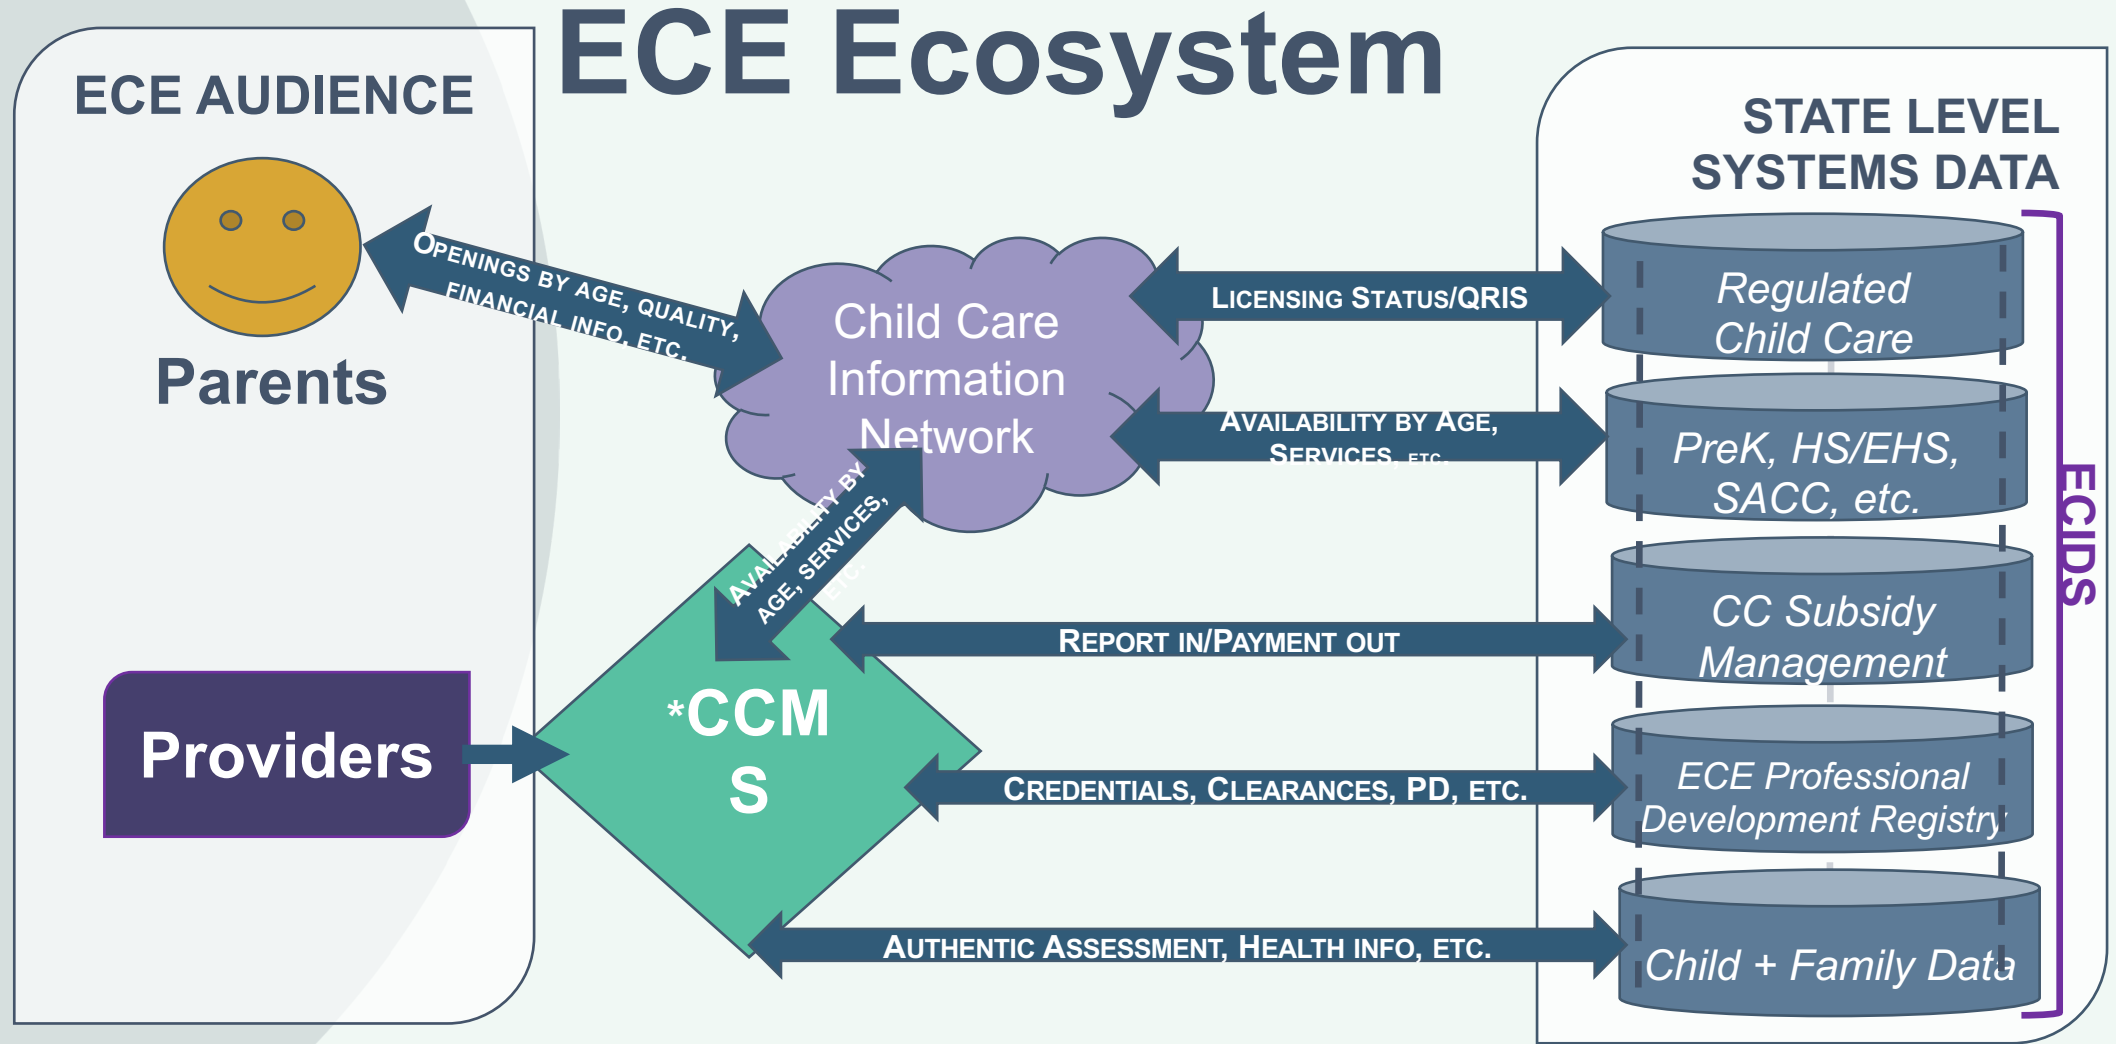 ECE Ecosystem
ECE AUDIENCE
Parents
Providers
OPENINGS BY AGE, QUALITY,
FINANCIAL INFO, ETC.
Child Care
Information
Network
AVAILABILITY BY
AGE, SERVICES,
ETC.
*CCM
S
LICENSING STATUS/QRIS
AVAILABILITY BY AGE,
SERVICES, ETC.
REPORT IN/PAYMENT OUT
CREDENTIALS, CLEARANCES, PD, ETC.
AUTHENTIC ASSESSMENT, HEALTH INFO, ETC.
STATE LEVEL
SYSTEMS DATA
Regulated
Child Care
PreK, HS/EHS,
SACC, etc.
CC Subsidy
Management
ECE Professional
Development Registry
Child + Family Data
ECIDS